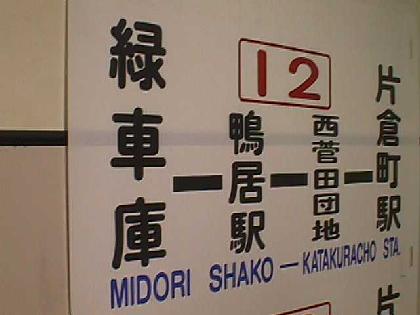 12
緑車庫
鴨居駅
西菅田団地
片倉町駅
MIDORI SHAKO — KATAKURACHO STA.
片